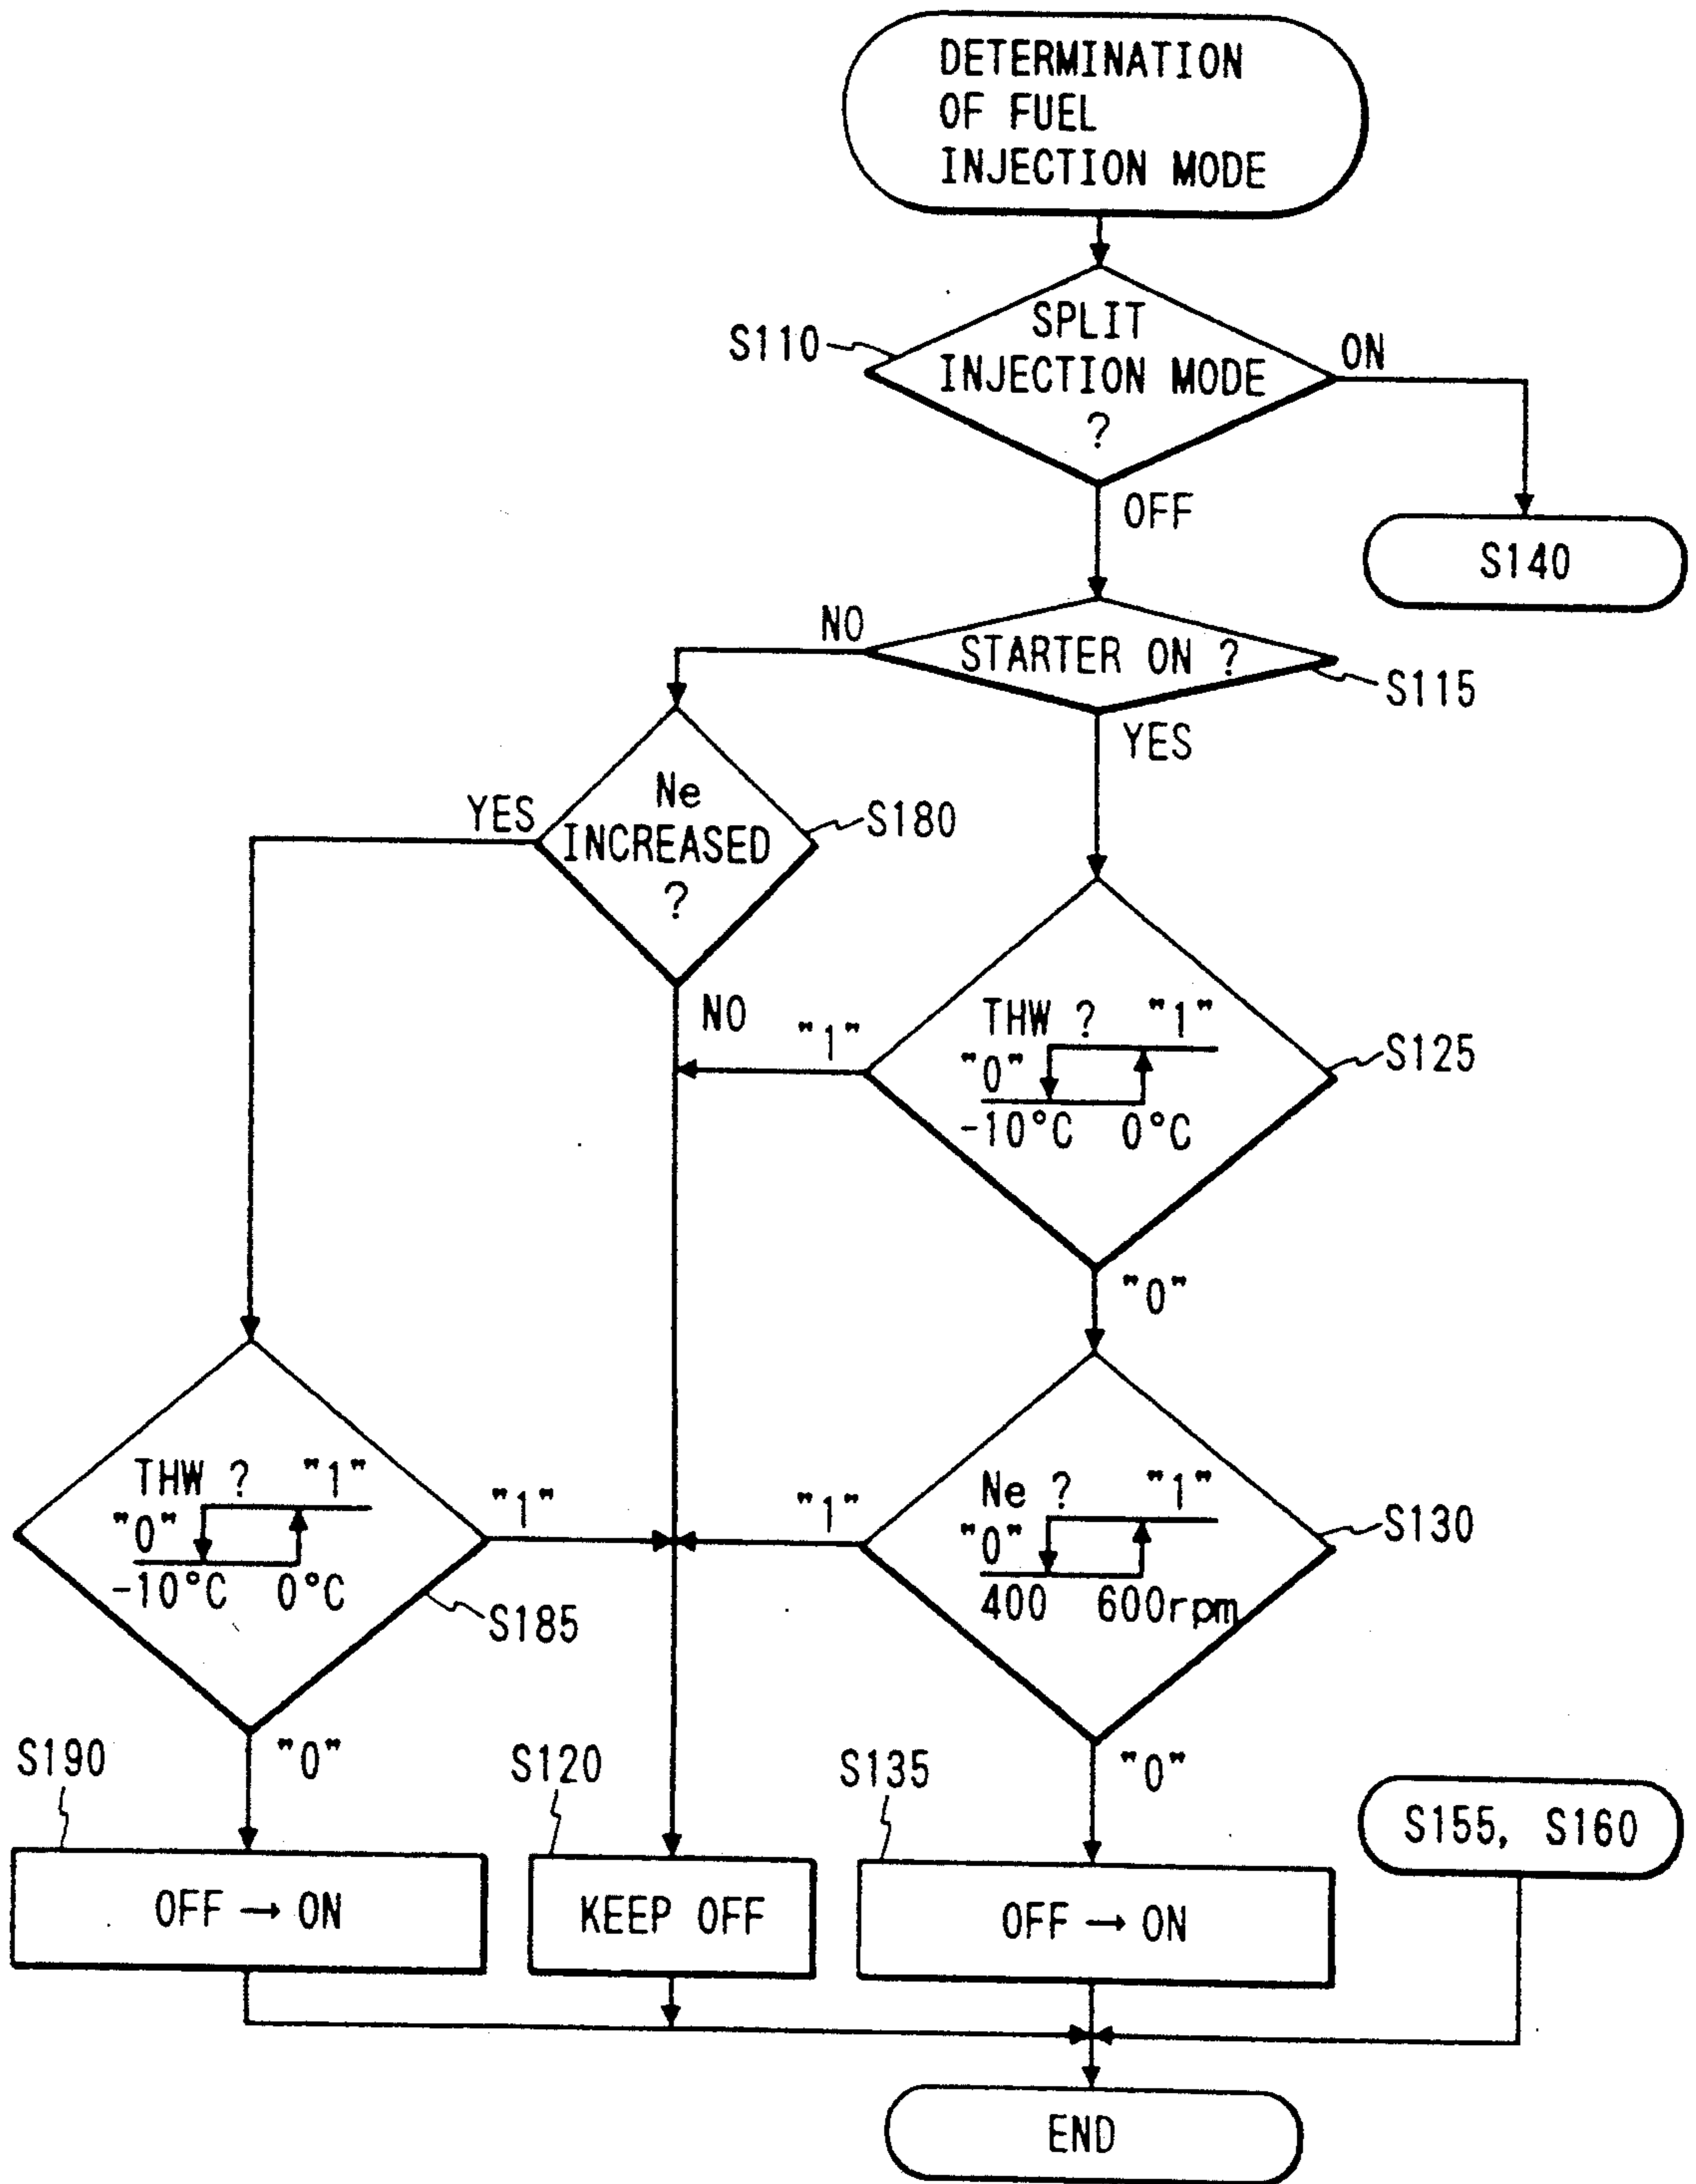 DETERMINATION
OF FUEL
INJECTION MODE
S110
SPLIT
INJECTION MODE
?
ON
OFF
S140
NO
STARTER ON ?
S115
YES
YES
Ne
INCREASED
?
S180
NO
"1"
THW ? "1"
"0"
-10°C 0°C
S125
"0"
THW ? "1"
"0"
-10°C 0°C
"1"
S185
"1"
Ne ? "1"
"0"
400 600rpm
S130
S190
"0"
S120
S135
"0"
S155, S160
OFF → ON
KEEP OFF
OFF → ON
END